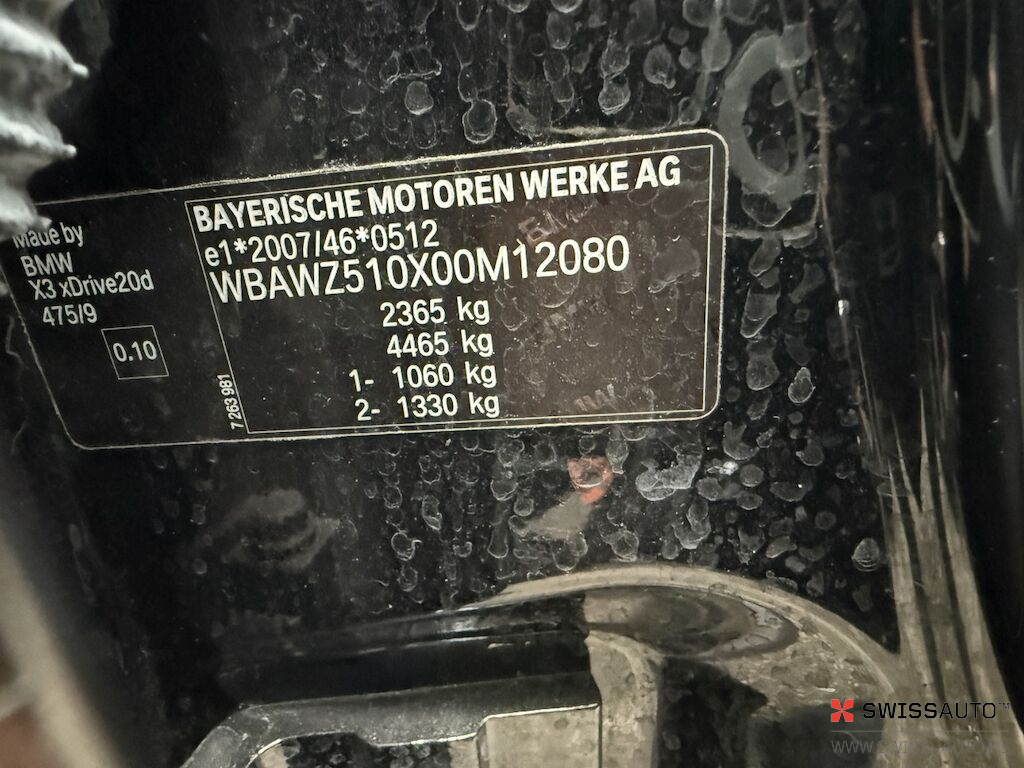 Made by
BMW
X3 xDrive20d
475/9
0.10
7 263 981
BAYERISCHE MOTOREN WERKE AG
e1*2007/46*0512
WBAWZ510X00M12080
2365 kg
4465 kg
1- 1060 kg
2- 1330 kg
SWISSAUTO™